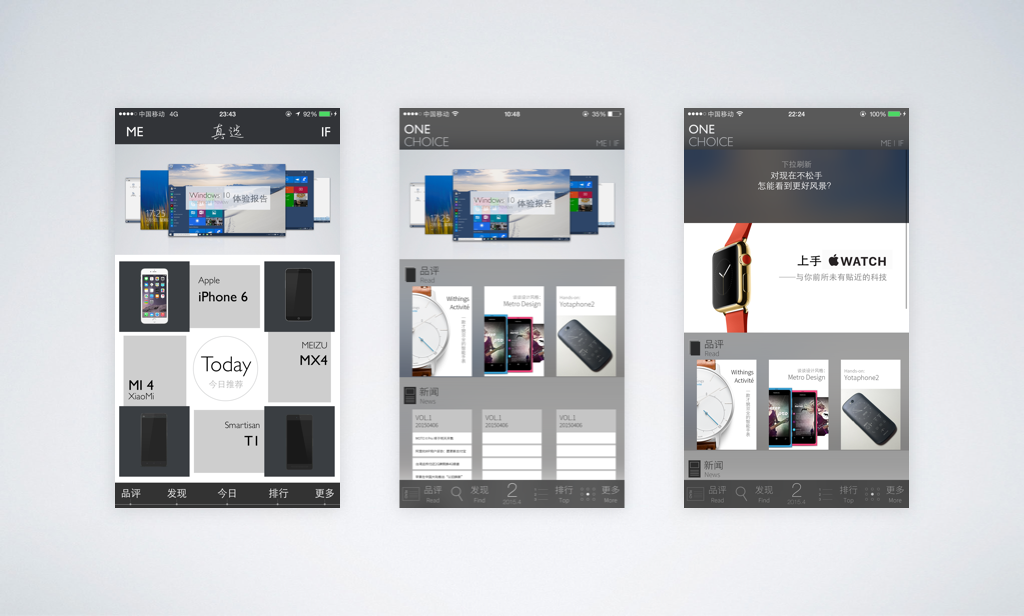 中国移动 4G
23:43
92%
ME
真选
IF
17:23
Windows 10 体验报告
Apple
iPhone 6
MEIZU
MX4
Today
今日推荐
MI 4
XiaoMi
Smartisan
T1
品评 发现 今日 排行 更多
中国移动
10:48
35%
ONE
CHOICE
ME | IF
Windows 10 体验报告
品评
Read
Withings
Activité
Metro Design
Yotaphone2
新闻
News
VOL.1
20150406
VOL.1
20150406
VOL.1
20150406
品评
Read
发现
Find
2
2015.4
排行
Top
更多
More
中国移动
22:24
100%
ONE
CHOICE
ME | IF
下拉刷新
对现在不松手
怎能看到更好风景?
上手 WATCH
——与你前所未有贴近的科技
品评
Read
Withings
Activité
Metro Design
Yotaphone2
新闻
News
品评
Read
发现
Find
2
2015.4
排行
Top
更多
More